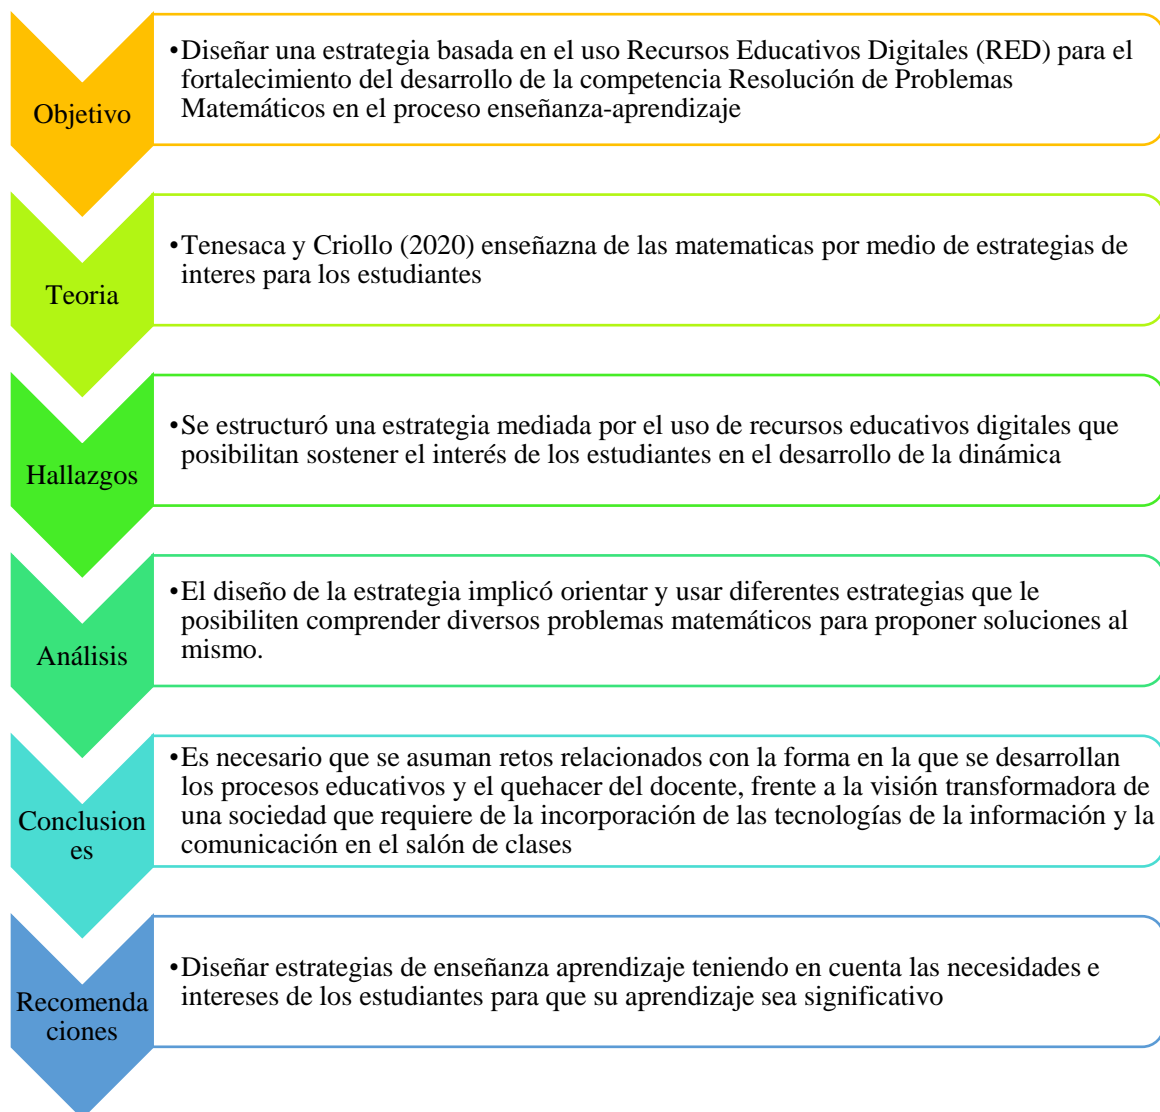 Objetivo
•Diseñar una estrategia basada en el uso Recursos Educativos Digitales (RED) para el
fortalecimiento del desarrollo de la competencia Resolución de Problemas
Matemáticos en el proceso enseñanza-aprendizaje
Teoria
•Tenesaca y Criollo (2020) enseñazna de las matematicas por medio de estrategias de
interes para los estudiantes
Hallazgos
•Se estructuró una estrategia mediada por el uso de recursos educativos digitales que
posibilitan sostener el interés de los estudiantes en el desarrollo de la dinámica
Análisis
•El diseño de la estrategia implicó orientar y usar diferentes estrategias que le
posibiliten comprender diversos problemas matemáticos para proponer soluciones al
mismo.
Conclusion
es
•Es necesario que se asuman retos relacionados con la forma en la que se desarrollan
los procesos educativos y el quehacer del docente, frente a la visión transformadora de
una sociedad que requiere de la incorporación de las tecnologías de la información y la
comunicación en el salón de clases
Recomenda
ciones
•Diseñar estrategias de enseñanza aprendizaje teniendo en cuenta las necesidades e
intereses de los estudiantes para que su aprendizaje sea significativo